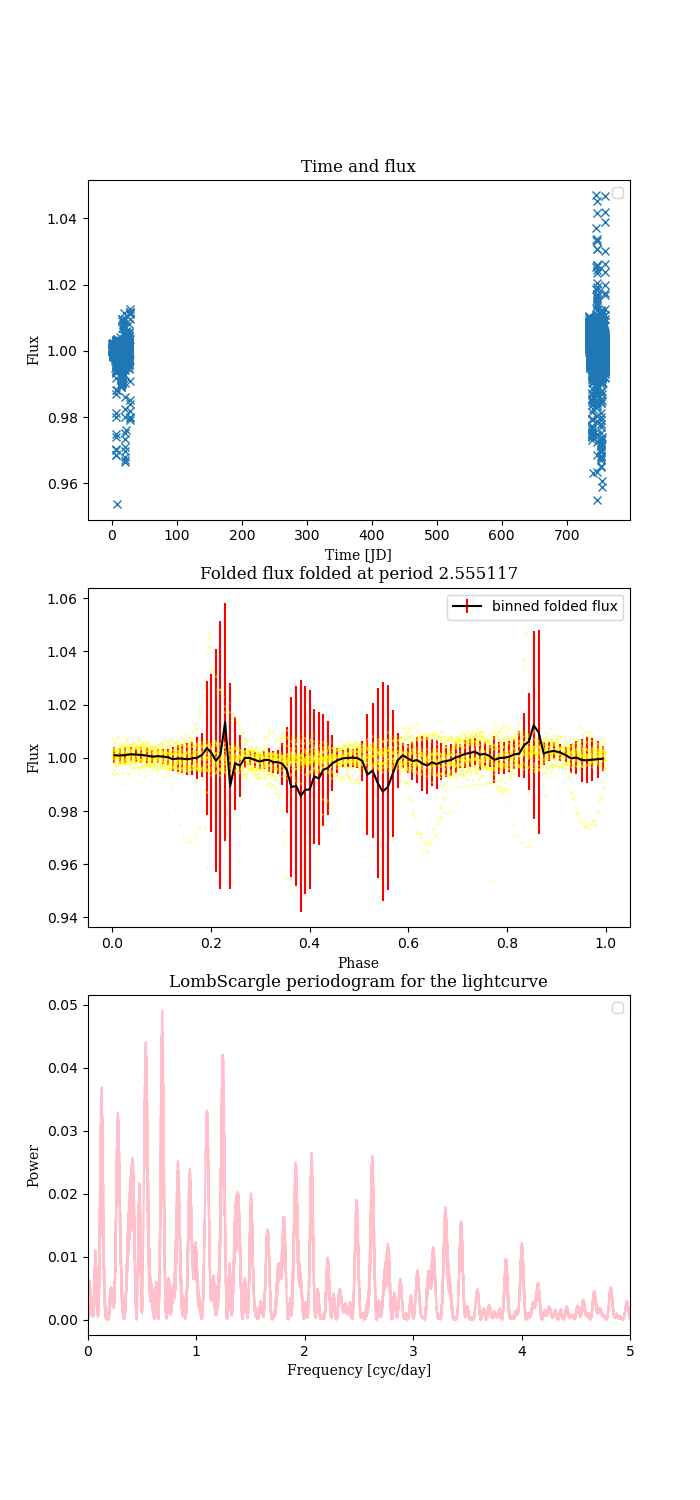 Time and flux
Flux
1.04
1.02
1.00
0.98
0.96
0 100 200 300 400 500 600 700
Time [JD]
Folded flux folded at period 2.555117
binned folded flux
Flux
1.06
1.04
1.02
1.00
0.98
0.96
0.94
0.0 0.2 0.4 0.6 0.8 1.0
Phase
LombScargle periodogram for the lightcurve
Power
0.05
0.04
0.03
0.02
0.01
0.00
0 1 2 3 4 5
Frequency [cyc/day]